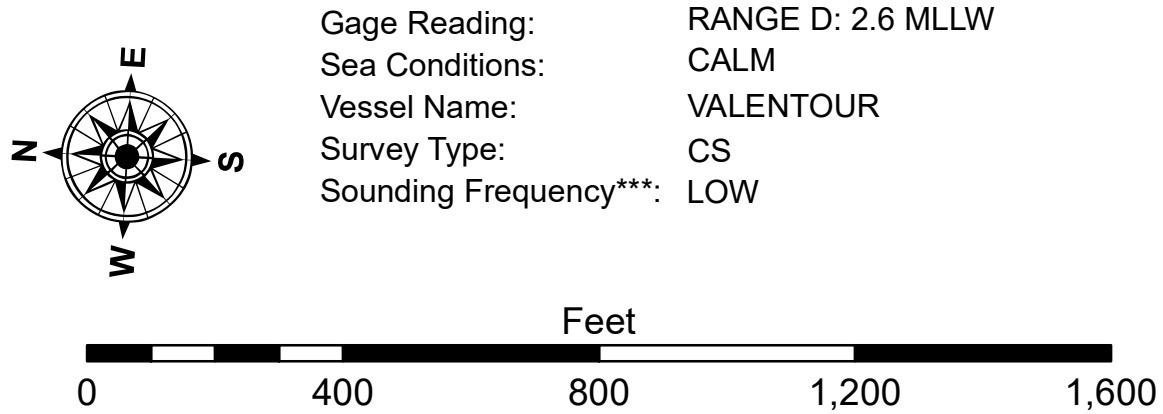 Gage Reading: RANGE D: 2.6 MLLW
Sea Conditions: CALM
Vessel Name: VALENTOUR
Survey Type: CS
Sounding Frequency***: LOW
E
N
S
W
Feet
0 400 800 1,200 1,600